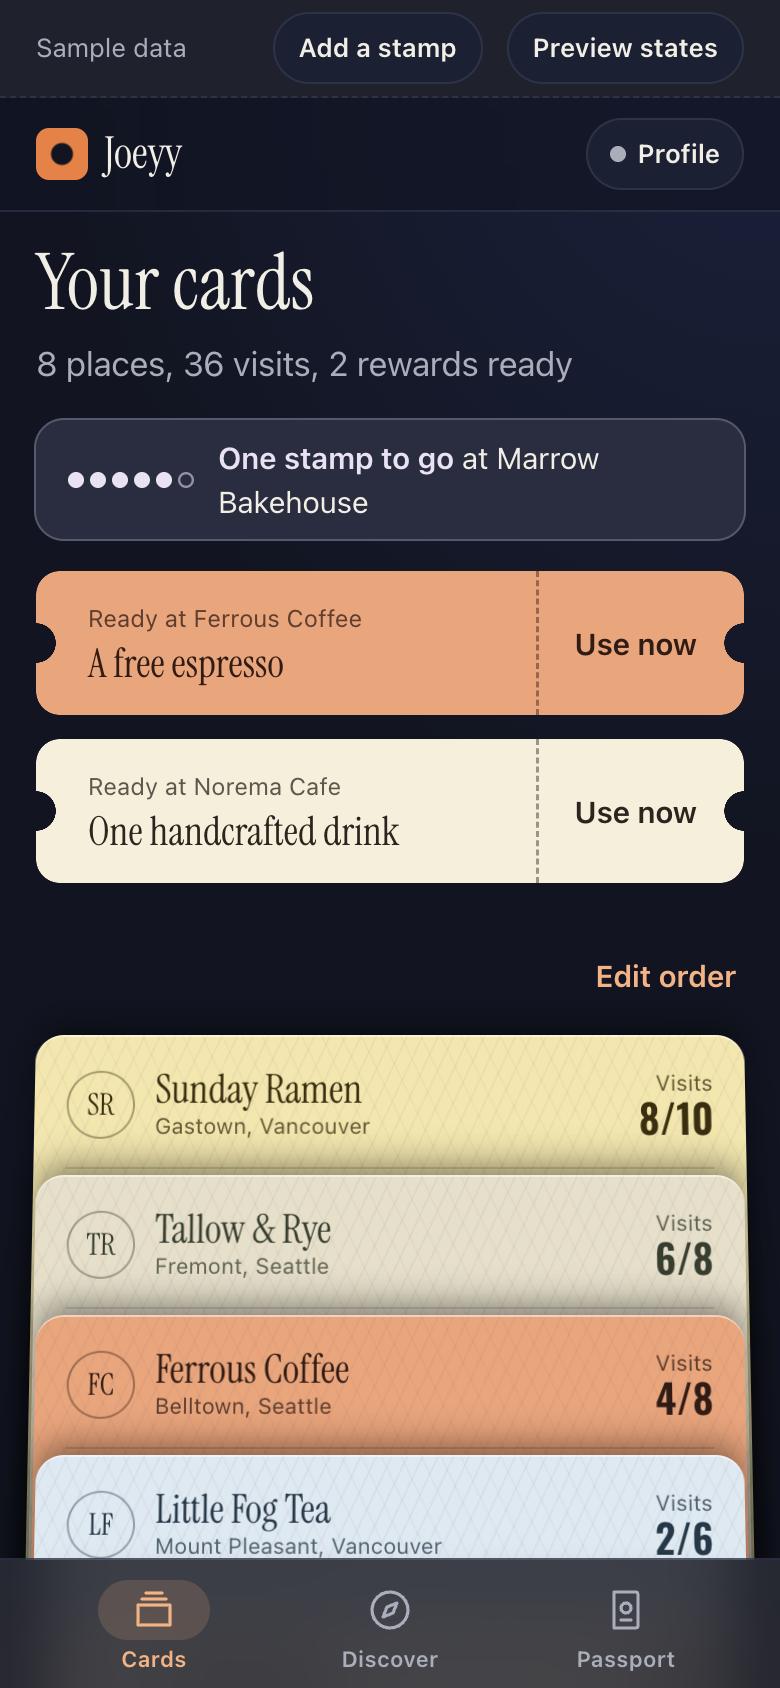 Sample data
Add a stamp
Preview states
Joeyy
Profile
Your cards
8 places, 36 visits, 2 rewards ready
One stamp to go at Marrow
Bakehouse
Ready at Ferrous Coffee
A free espresso
Use now
Ready at Norema Cafe
One handcrafted drink
Use now
Edit order
SR
Sunday Ramen
Gastown, Vancouver
Visits
8/10
TR
Tallow & Rye
Fremont, Seattle
Visits
6/8
FC
Ferrous Coffee
Belltown, Seattle
Visits
4/8
LF
Little Fog Tea
Mount Pleasant, Vancouver
Visits
2/6
Cards
Discover
Passport